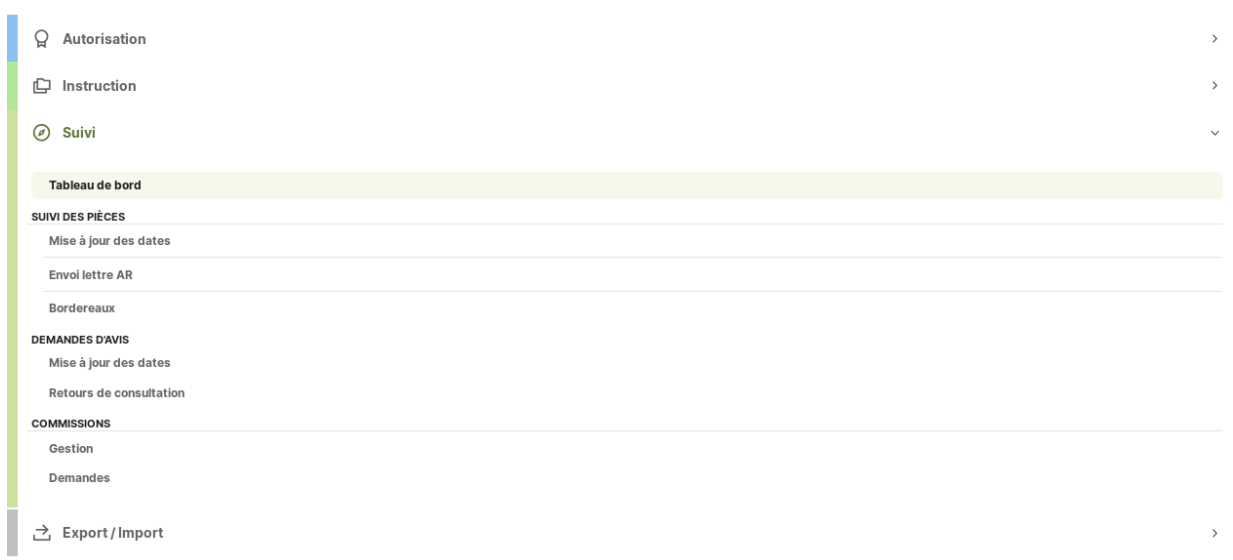 Autorisation
Instruction
Suivi
Tableau de bord
SUIVI DES PIÈCES
Mise à jour des dates
Envoi lettre AR
Bordereaux
DEMANDES D'AVIS
Mise à jour des dates
Retours de consultation
COMMISSIONS
Gestion
Demandes
Export / Import